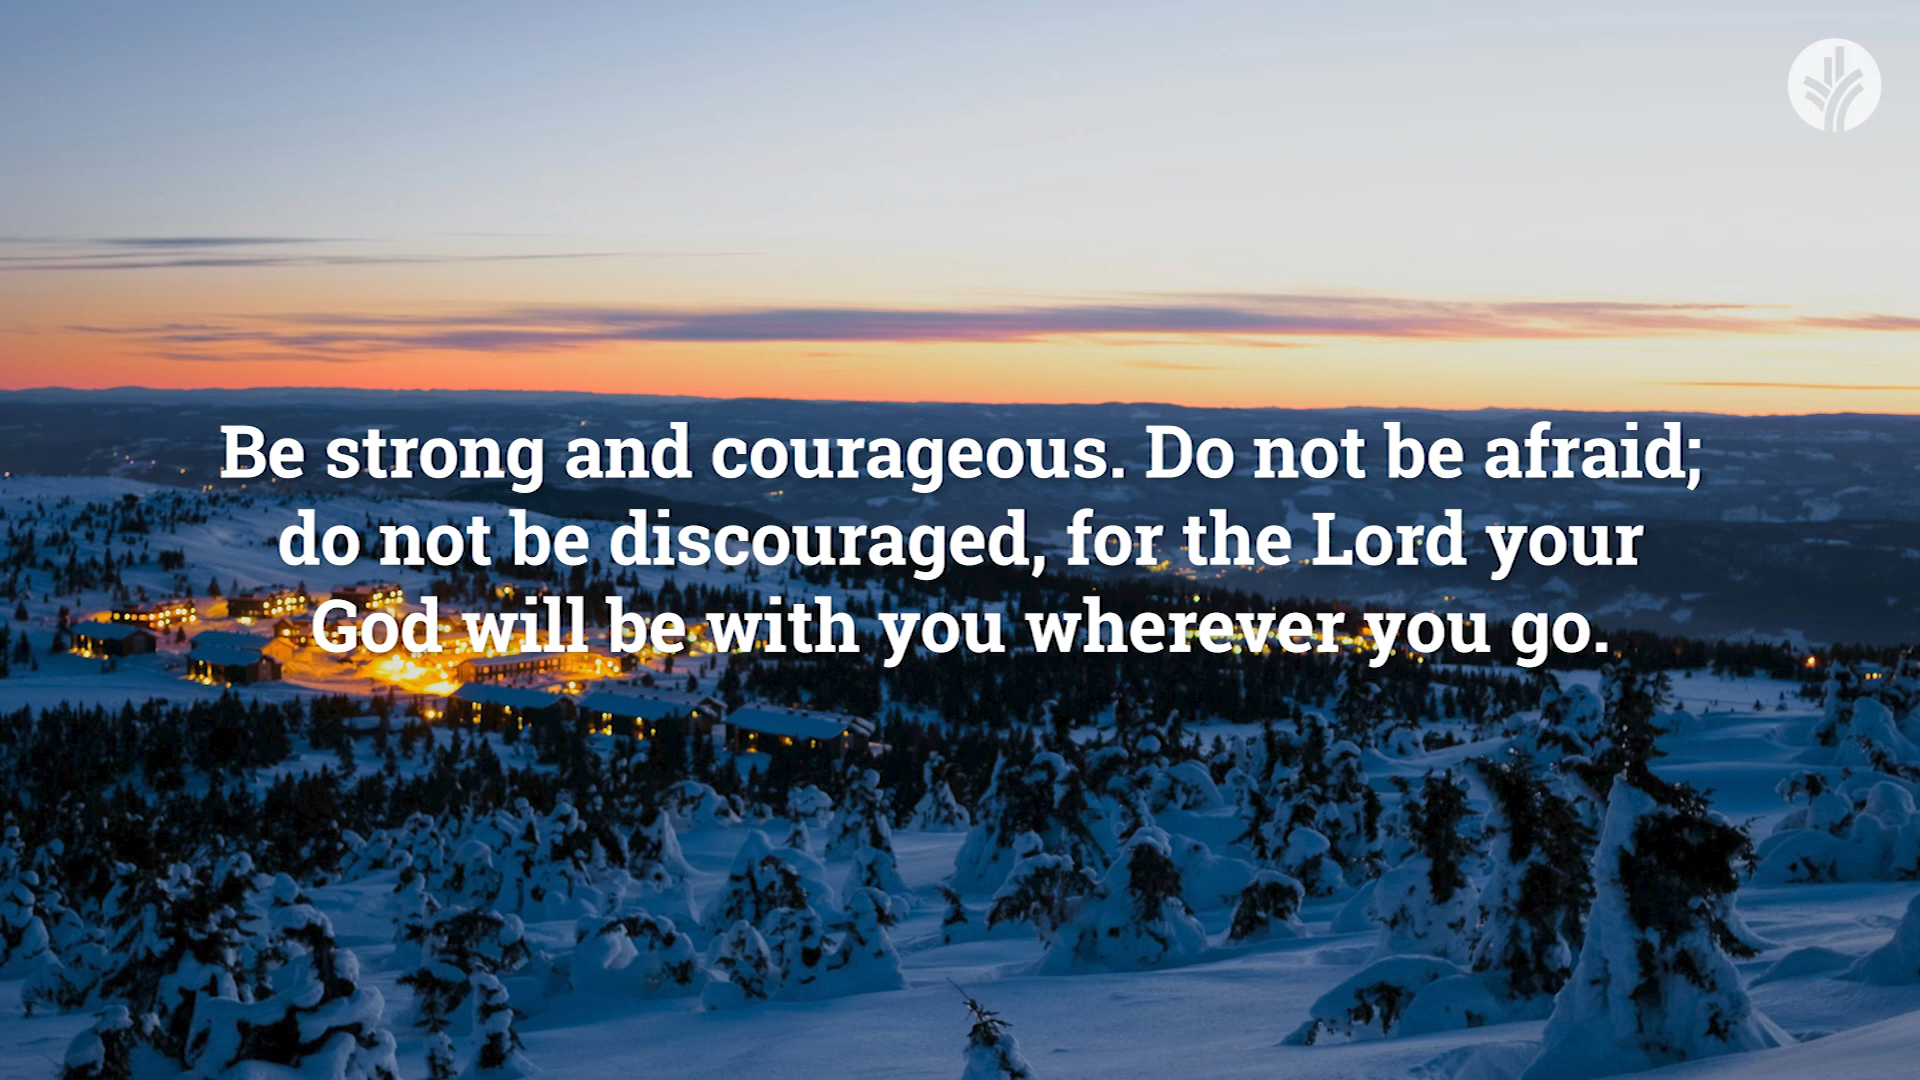 Be strong and courageous. Do not be afraid;
do not be discouraged, for the Lord your
God will be with you wherever you go.